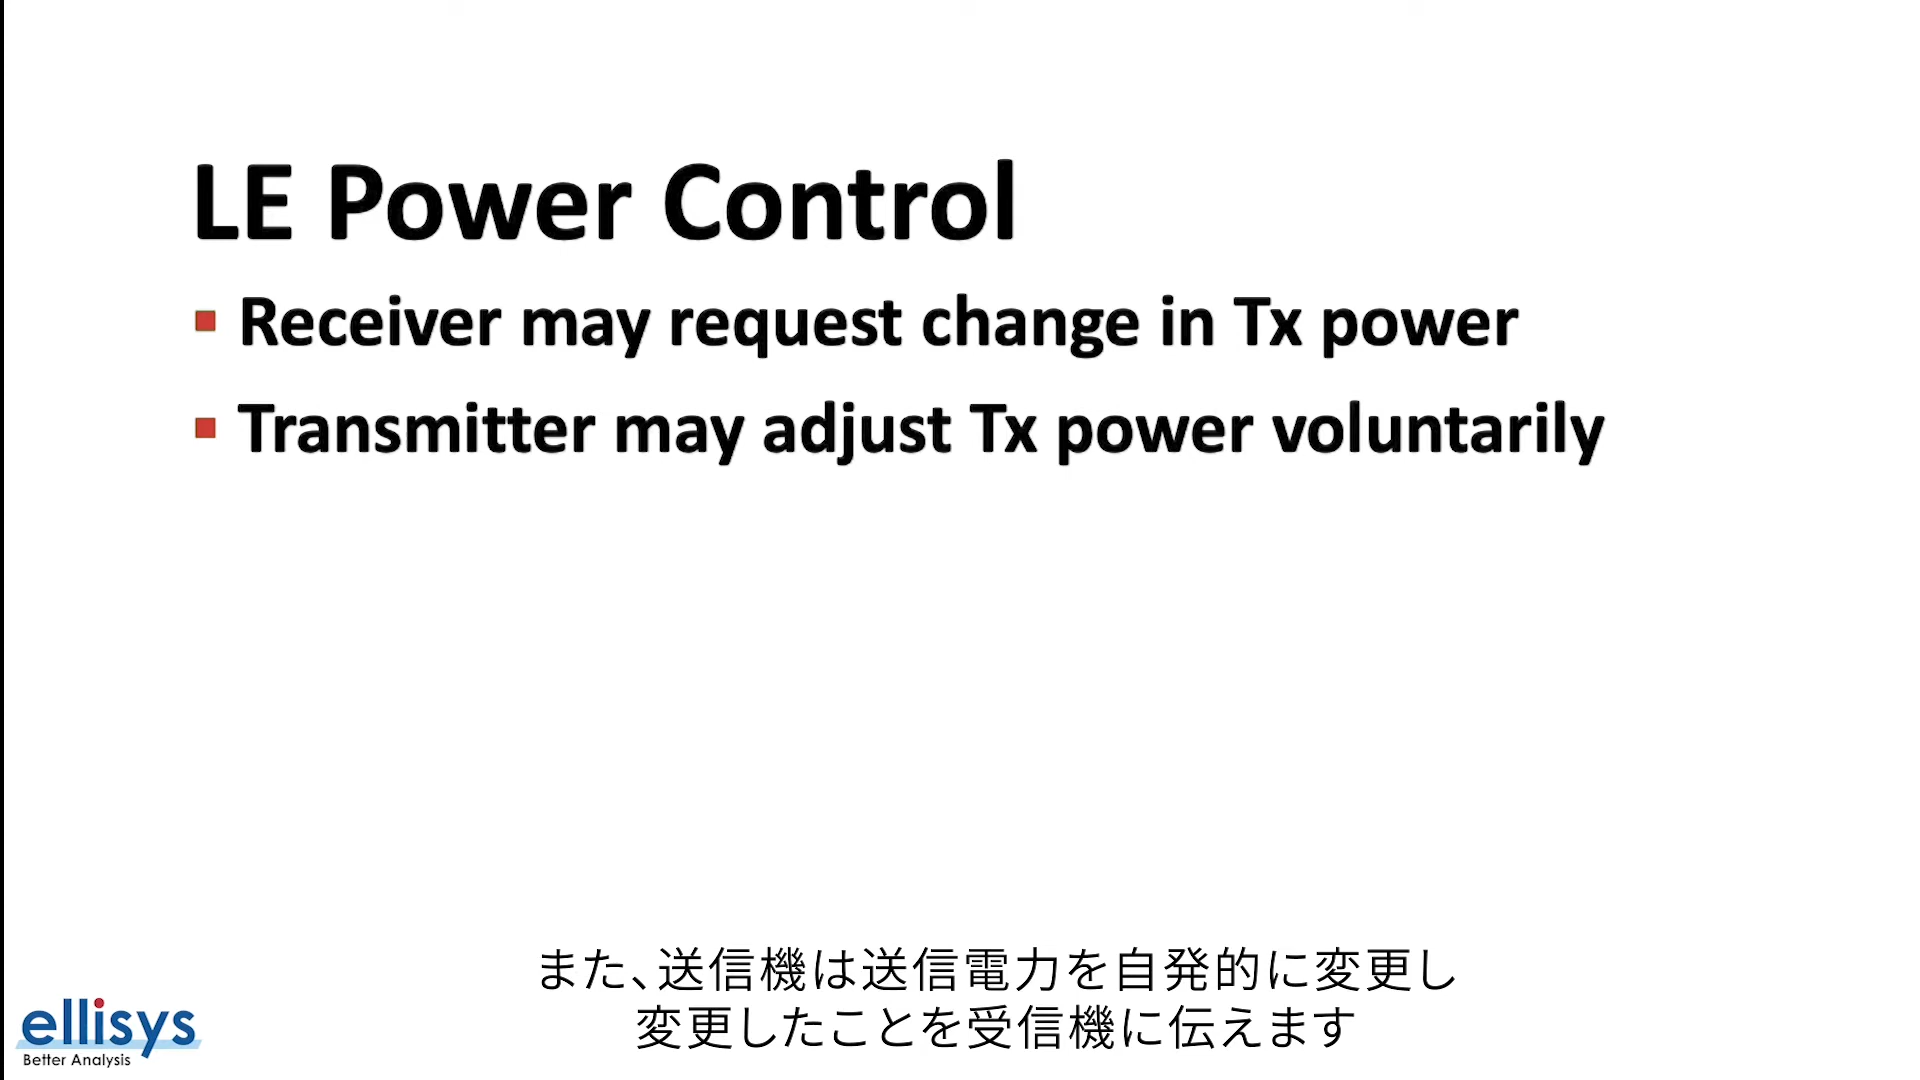 LE Power Control
Receiver may request change in Tx power
Transmitter may adjust Tx power voluntarily
また、送信機は送信電力を自発的に変更し
変更したことを受信機に伝えます
ellisys
Better Analysis